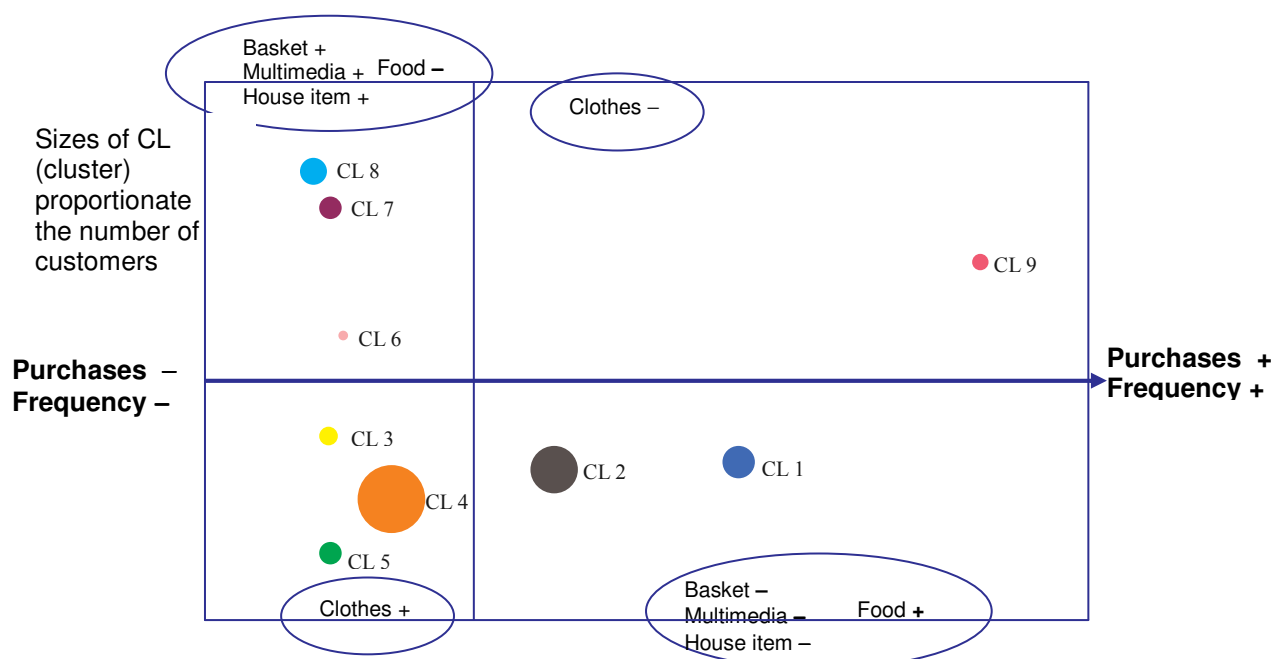 Basket +
Multimedia + Food –
House item +
Clothes –
Sizes of CL
(cluster)
proportionate
the number of
customers
CL 8
CL 7
CL 9
CL 6
Purchases –
Frequency –
Purchases +
Frequency +
CL 3
CL 2
CL 1
CL 4
CL 5
Clothes +
Basket –
Multimedia – Food +
House item –